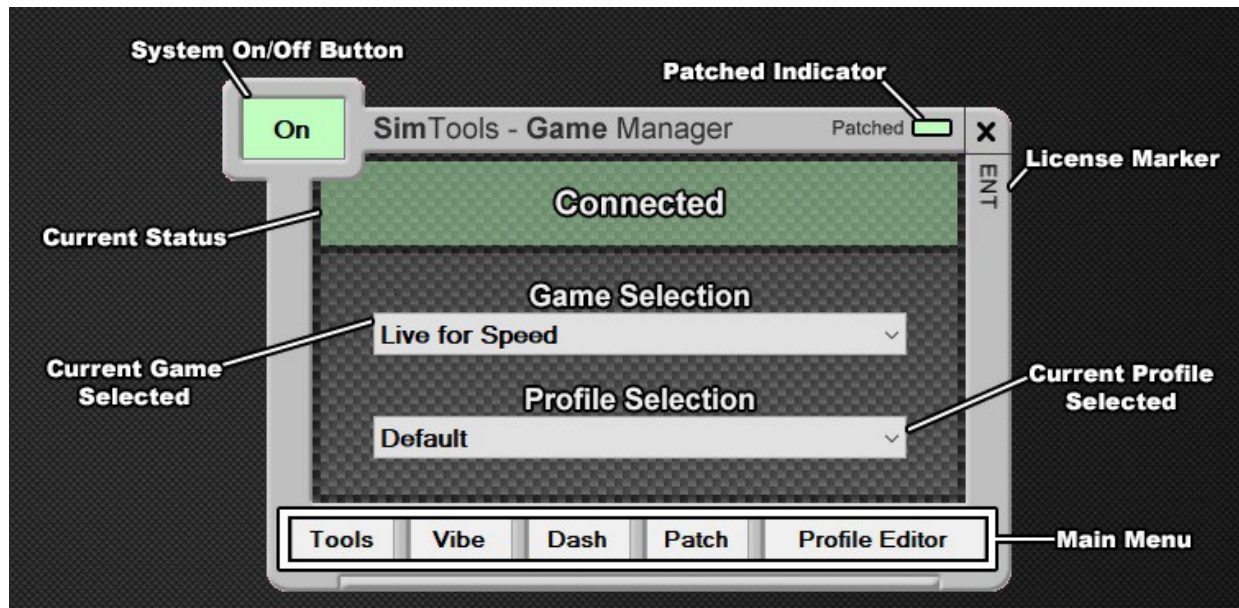 System On/Off Button
Patched Indicator
On
SimTools - Game Manager
Patched
X
ENT
License Marker
Connected
Current Status
Game Selection
Live for Speed
Current Game
Selected
Profile Selection
Current Profile
Selected
Default
Tools Vibe Dash Patch Profile Editor
Main Menu